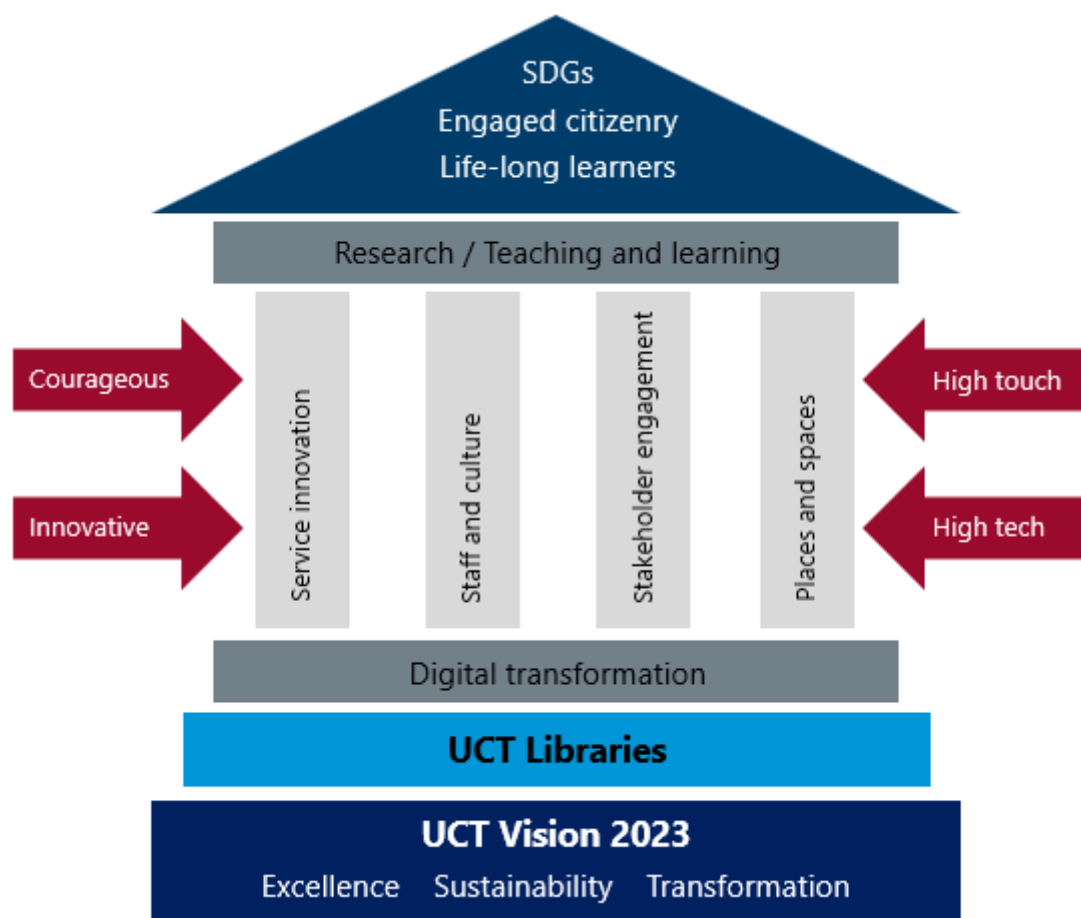 SDGs
Engaged citizenry
Life-long learners
Research / Teaching and learning
Courageous
Innovative
Service innovation
Staff and culture
Stakeholder engagement
Places and spaces
High touch
High tech
Digital transformation
UCT Libraries
UCT Vision 2023
Excellence Sustainability Transformation